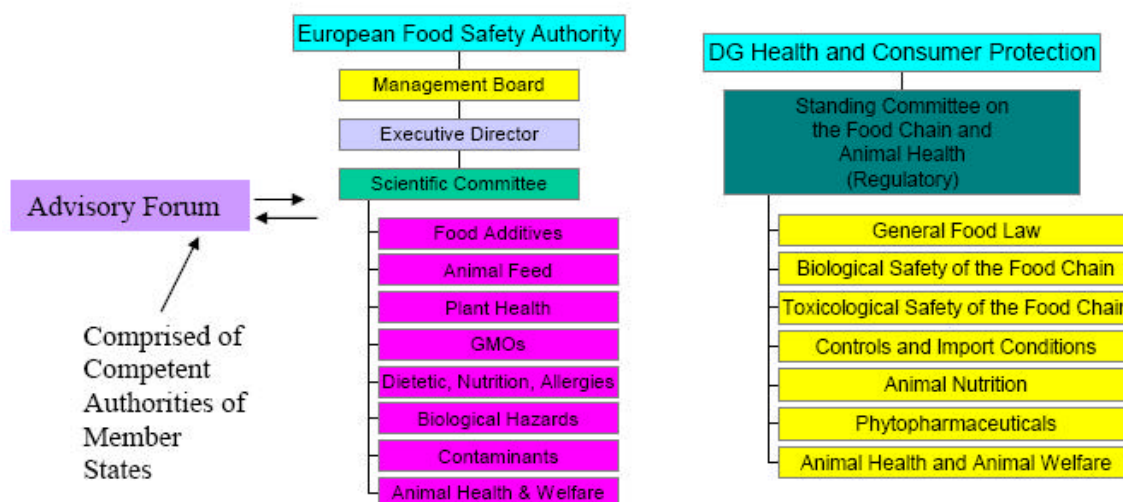 European Food Safety Authority
Management Board
Executive Director
Scientific Committee
Food Additives
Animal Feed
Plant Health
GMOs
Dietetic, Nutrition, Allergies
Biological Hazards
Contaminants
Animal Health & Welfare
Advisory Forum
Comprised of
Competent
Authorities of
Member
States
DG Health and Consumer Protection
Standing Committee on
the Food Chain and
Animal Health
(Regulatory)
General Food Law
Biological Safety of the Food Chain
Toxicological Safety of the Food Chain
Controls and Import Conditions
Animal Nutrition
Phytopharmaceuticals
Animal Health and Animal Welfare